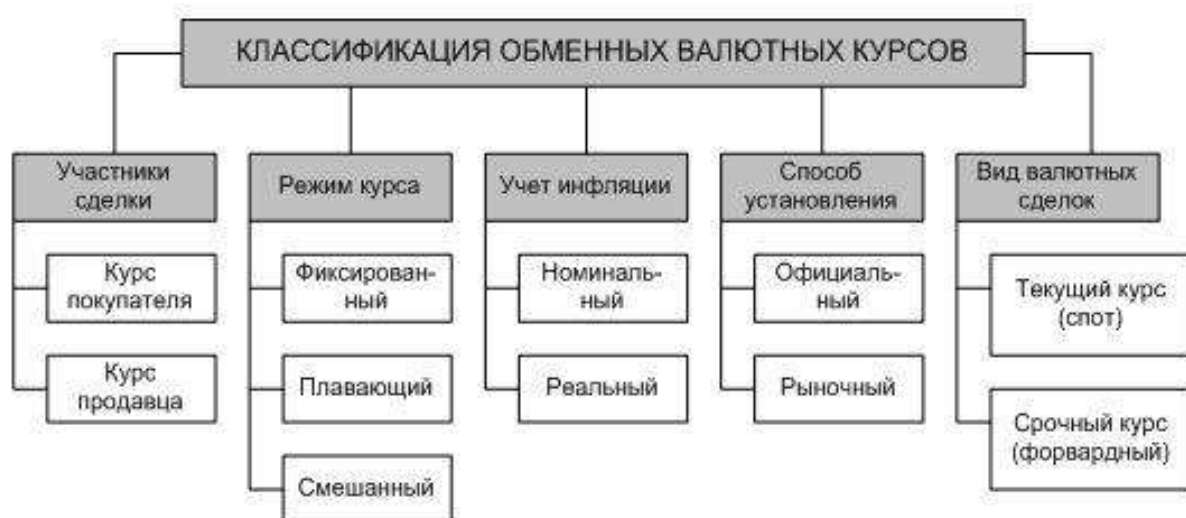 КЛАССИФИКАЦИЯ ОБМЕННЫХ ВАЛЮТНЫХ КУРСОВ
Участники
сделки
Курс
покупателя
Курс
продавца
Режим курса
Фиксирован-
ный
Плавающий
Смешанный
Учет инфляции
Номиналь-
ный
Реальный
Способ
установления
Официаль-
ный
Рыночный
Вид валютных
сделок
Текущий курс
(спот)
Срочный курс
(форвардный)